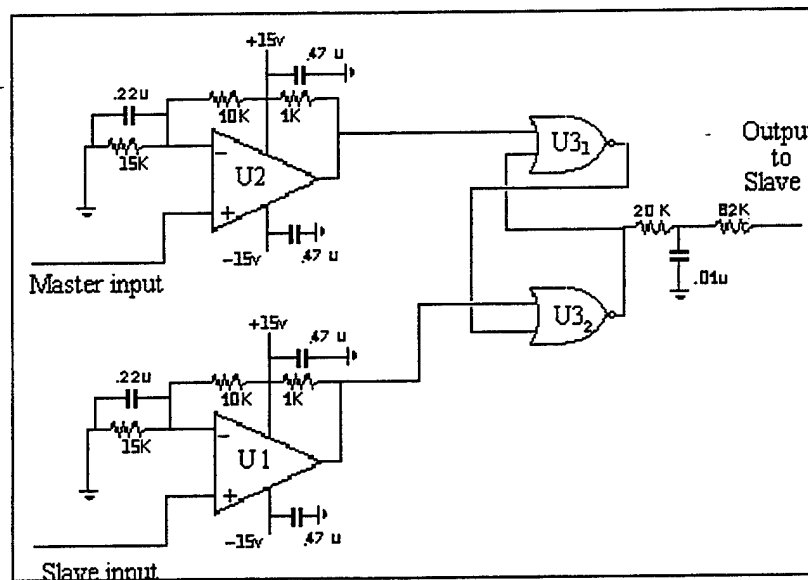 +15v
.47 u
.22u
10K
1K
15K
U2
−
+
−15v
.47 u
Master input
U3₁
Output
to
Slave
20 K
82K
.01u
U3₂
+15v
.47 u
.22u
10K
1K
15K
U1
−
+
−15v
.47 u
Slave input